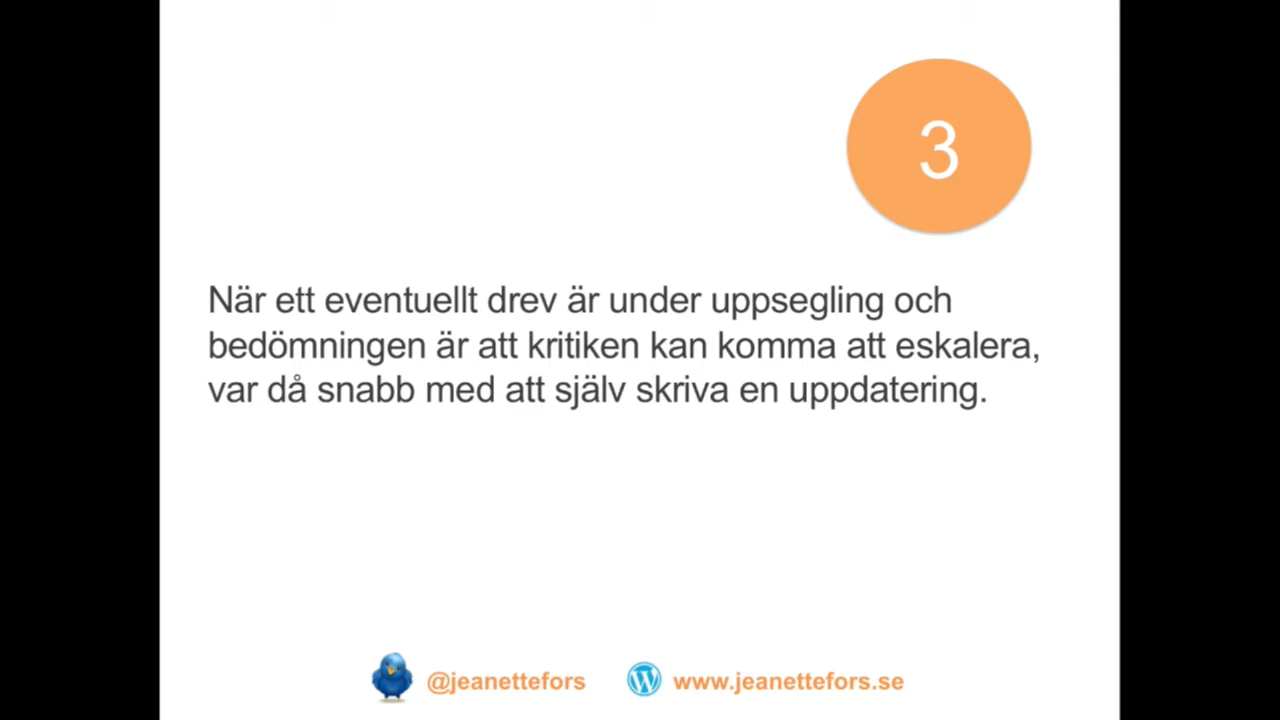 3
När ett eventuellt drev är under uppsegling och
bedömningen är att kritiken kan komma att eskalera,
var då snabb med att själv skriva en uppdatering.
@jeanettefors www.jeanettefors.se